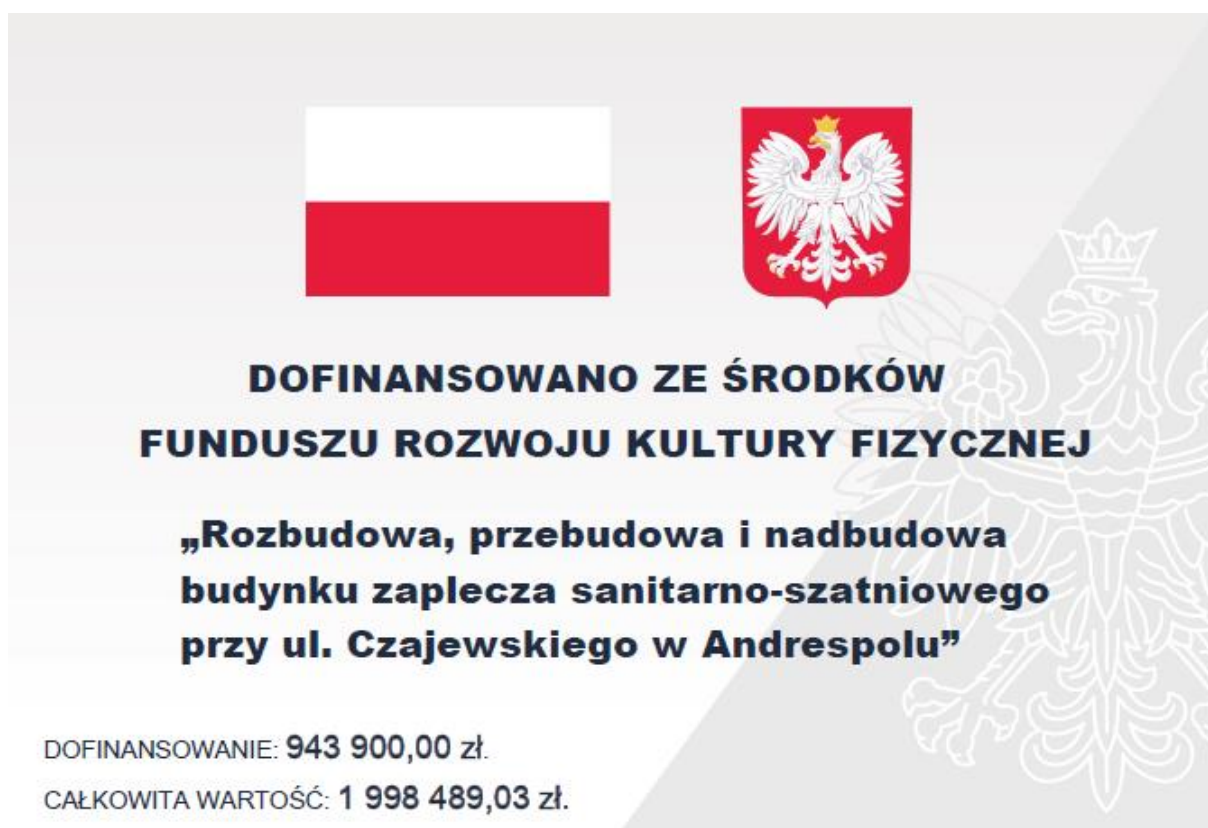 DOFINANSOWANO ZE ŚRODKÓW
FUNDUSZU ROZWOJU KULTURY FIZYCZNEJ
„Rozbudowa, przebudowa i nadbudowa
budynku zaplecza sanitarno-szatniowego
przy ul. Czajewskiego w Andrespolu”
DOFINANSOWANIE: 943 900,00 zł.
CAŁKOWITA WARTOŚĆ: 1 998 489,03 zł.